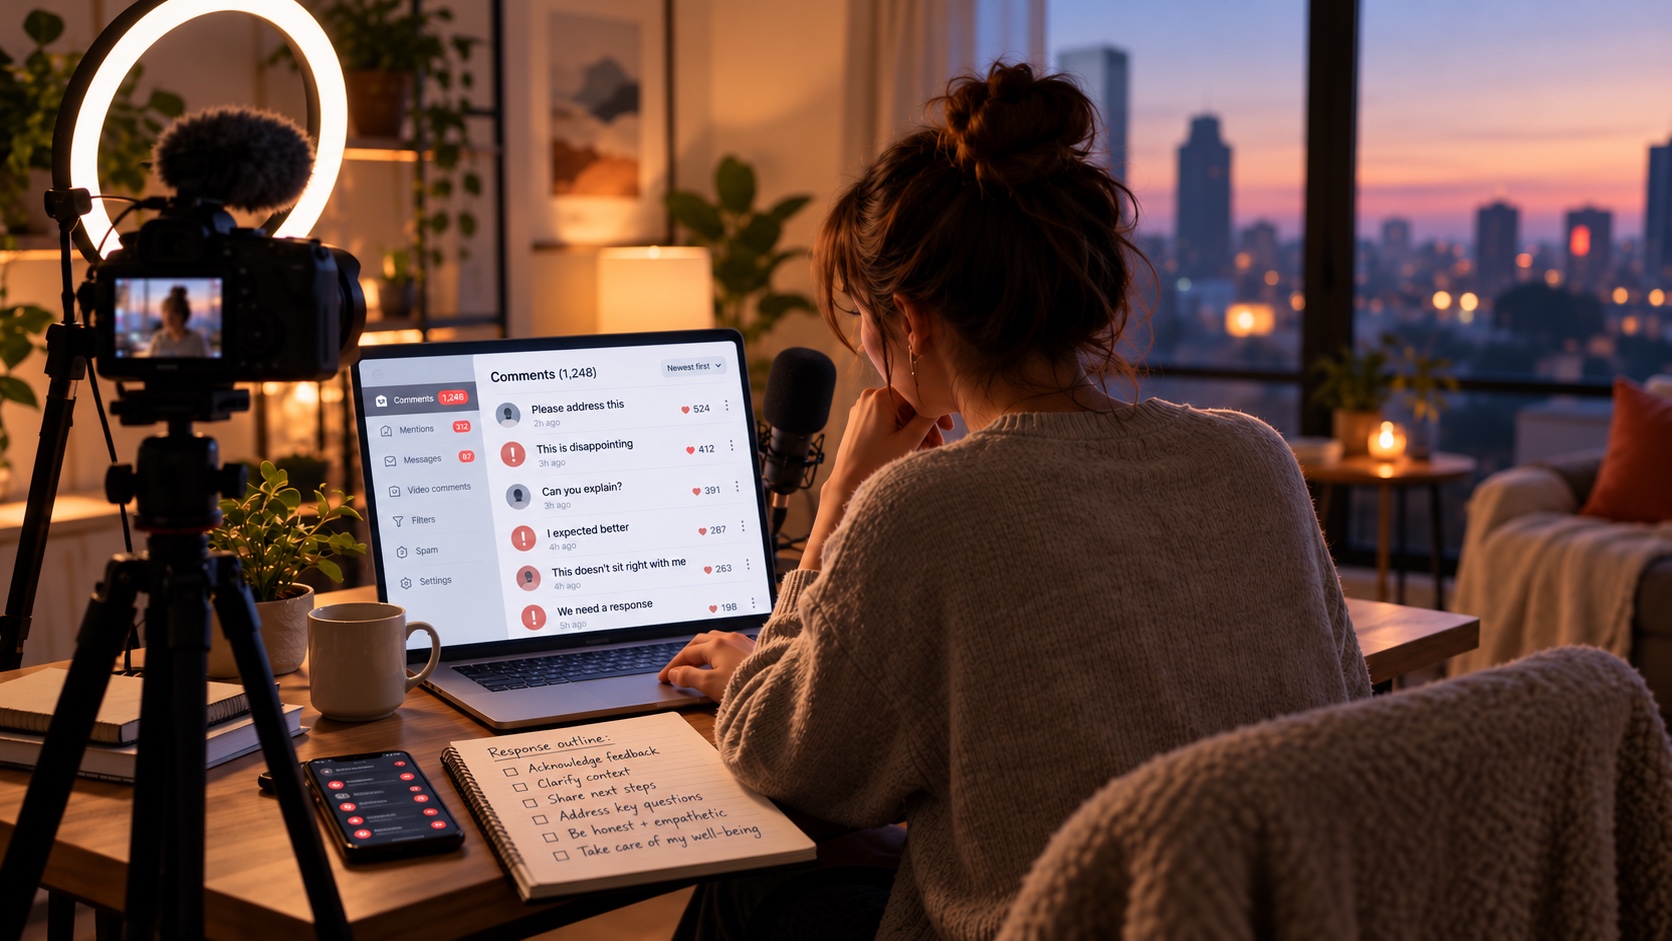 Comments 1,248
Mentions 312
Messages 87
Video comments
Filters
Spam
Settings
Comments (1,248)
Newest first
Please address this
524
2h ago
This is disappointing
412
3h ago
Can you explain?
391
3h ago
I expected better
287
4h ago
This doesn't sit right with me
263
4h ago
We need a response
198
5h ago
Response outline:
Acknowledge feedback
Clarify context
Share next steps
Address key questions
Be honest + empathetic
Take care of my well-being